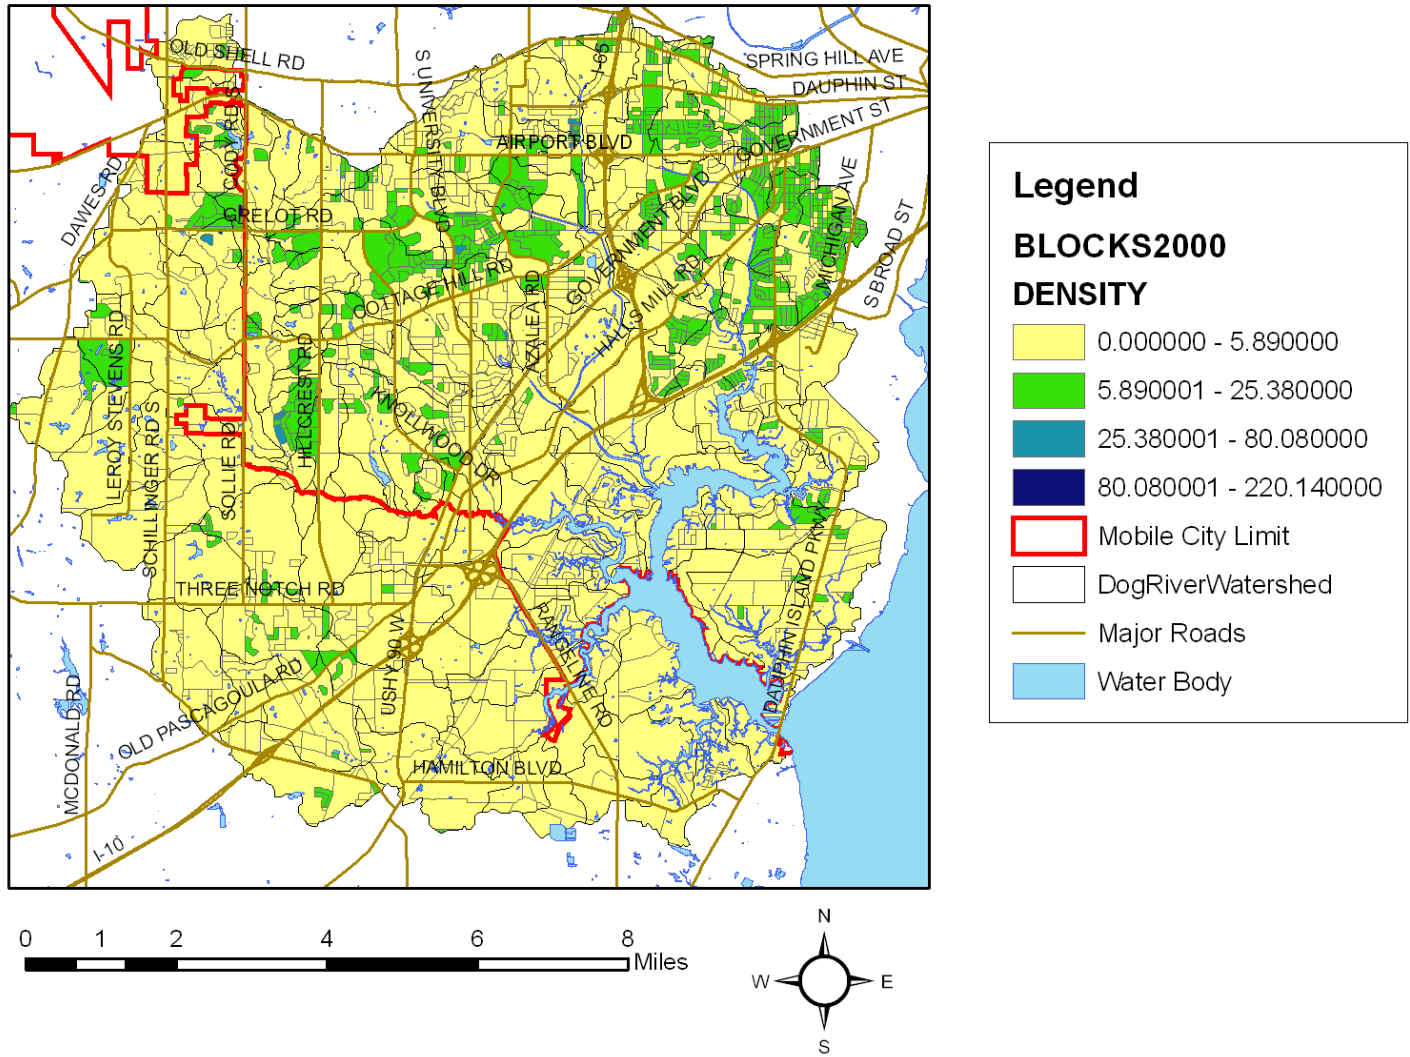 OLD SHELL RD
S UNIVERSITY BLVD
I-65
SPRING HILL AVE
DAUPHIN ST
GOVERNMENT ST
AIRPORT BLVD
CODY RD S
DAWES RD
GRELOT RD
GOVERNMENT BLVD
MICHIGAN AVE
S BROAD ST
COTTAGE HILL RD
AZALEA RD
HALLS MILL RD
LEROY STEVENS RD
HILLCREST RD
KNOLLWOOD DR
SCHILLINGER RD S
SOLLIE RD
THREE NOTCH RD
DAUPHIN ISLAND PKWY
RANGELINE RD
USHY 90 W
OLD PASCAGOULA RD
MCDONALD RD
HAMILTON BLVD
I-10
Legend
BLOCKS2000
DENSITY
0.000000 - 5.890000
5.890001 - 25.380000
25.380001 - 80.080000
80.080001 - 220.140000
Mobile City Limit
DogRiverWatershed
Major Roads
Water Body
0 1 2 4 6 8
Miles
N
W E
S